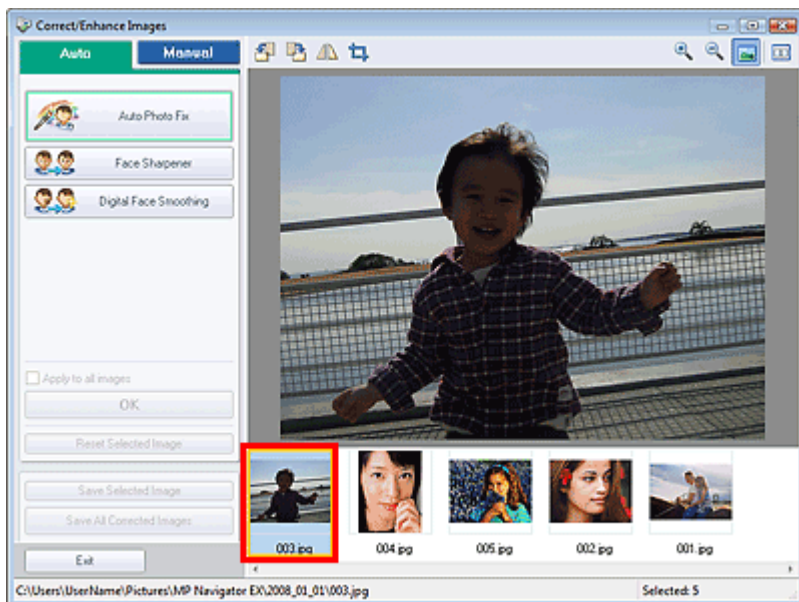 Correct/Enhance Images
Auto
Manual
Auto Photo Fix
Face Sharpener
Digital Face Smoothing
Apply to all images
OK
Reset Selected Image
Save Selected Image
Save All Corrected Images
Exit
003.jpg
004.jpg
005.jpg
002.jpg
001.jpg
C:\Users\UserName\Pictures\MP Navigator EX\2008_01_01\003.jpg
Selected: 5